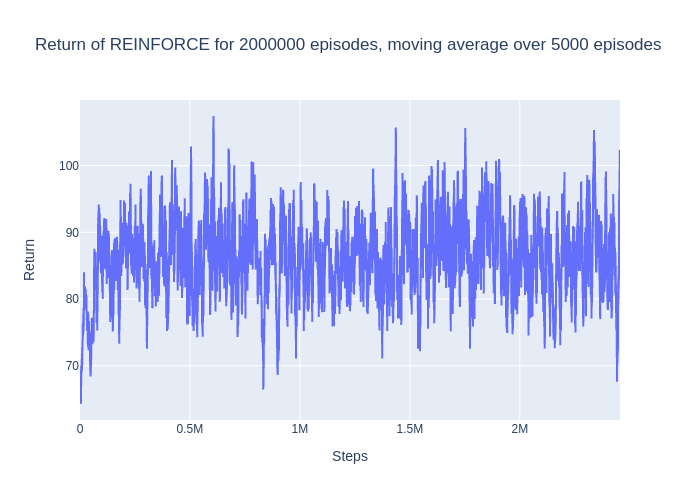 Return of REINFORCE for 2000000 episodes, moving average over 5000 episodes
100
90
80
70
Return
0
0.5M
1M
1.5M
2M
Steps